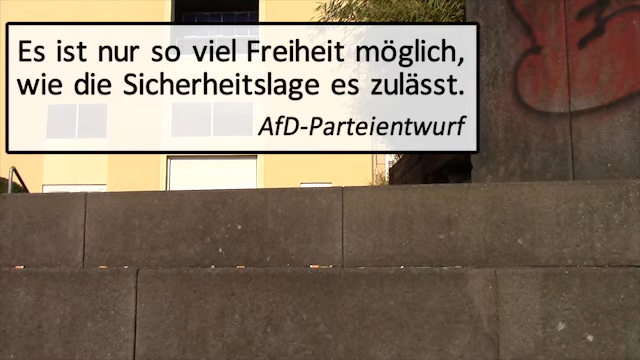 Es ist nur so viel Freiheit möglich,
wie die Sicherheitslage es zulässt.
AfD-Parteientwurf